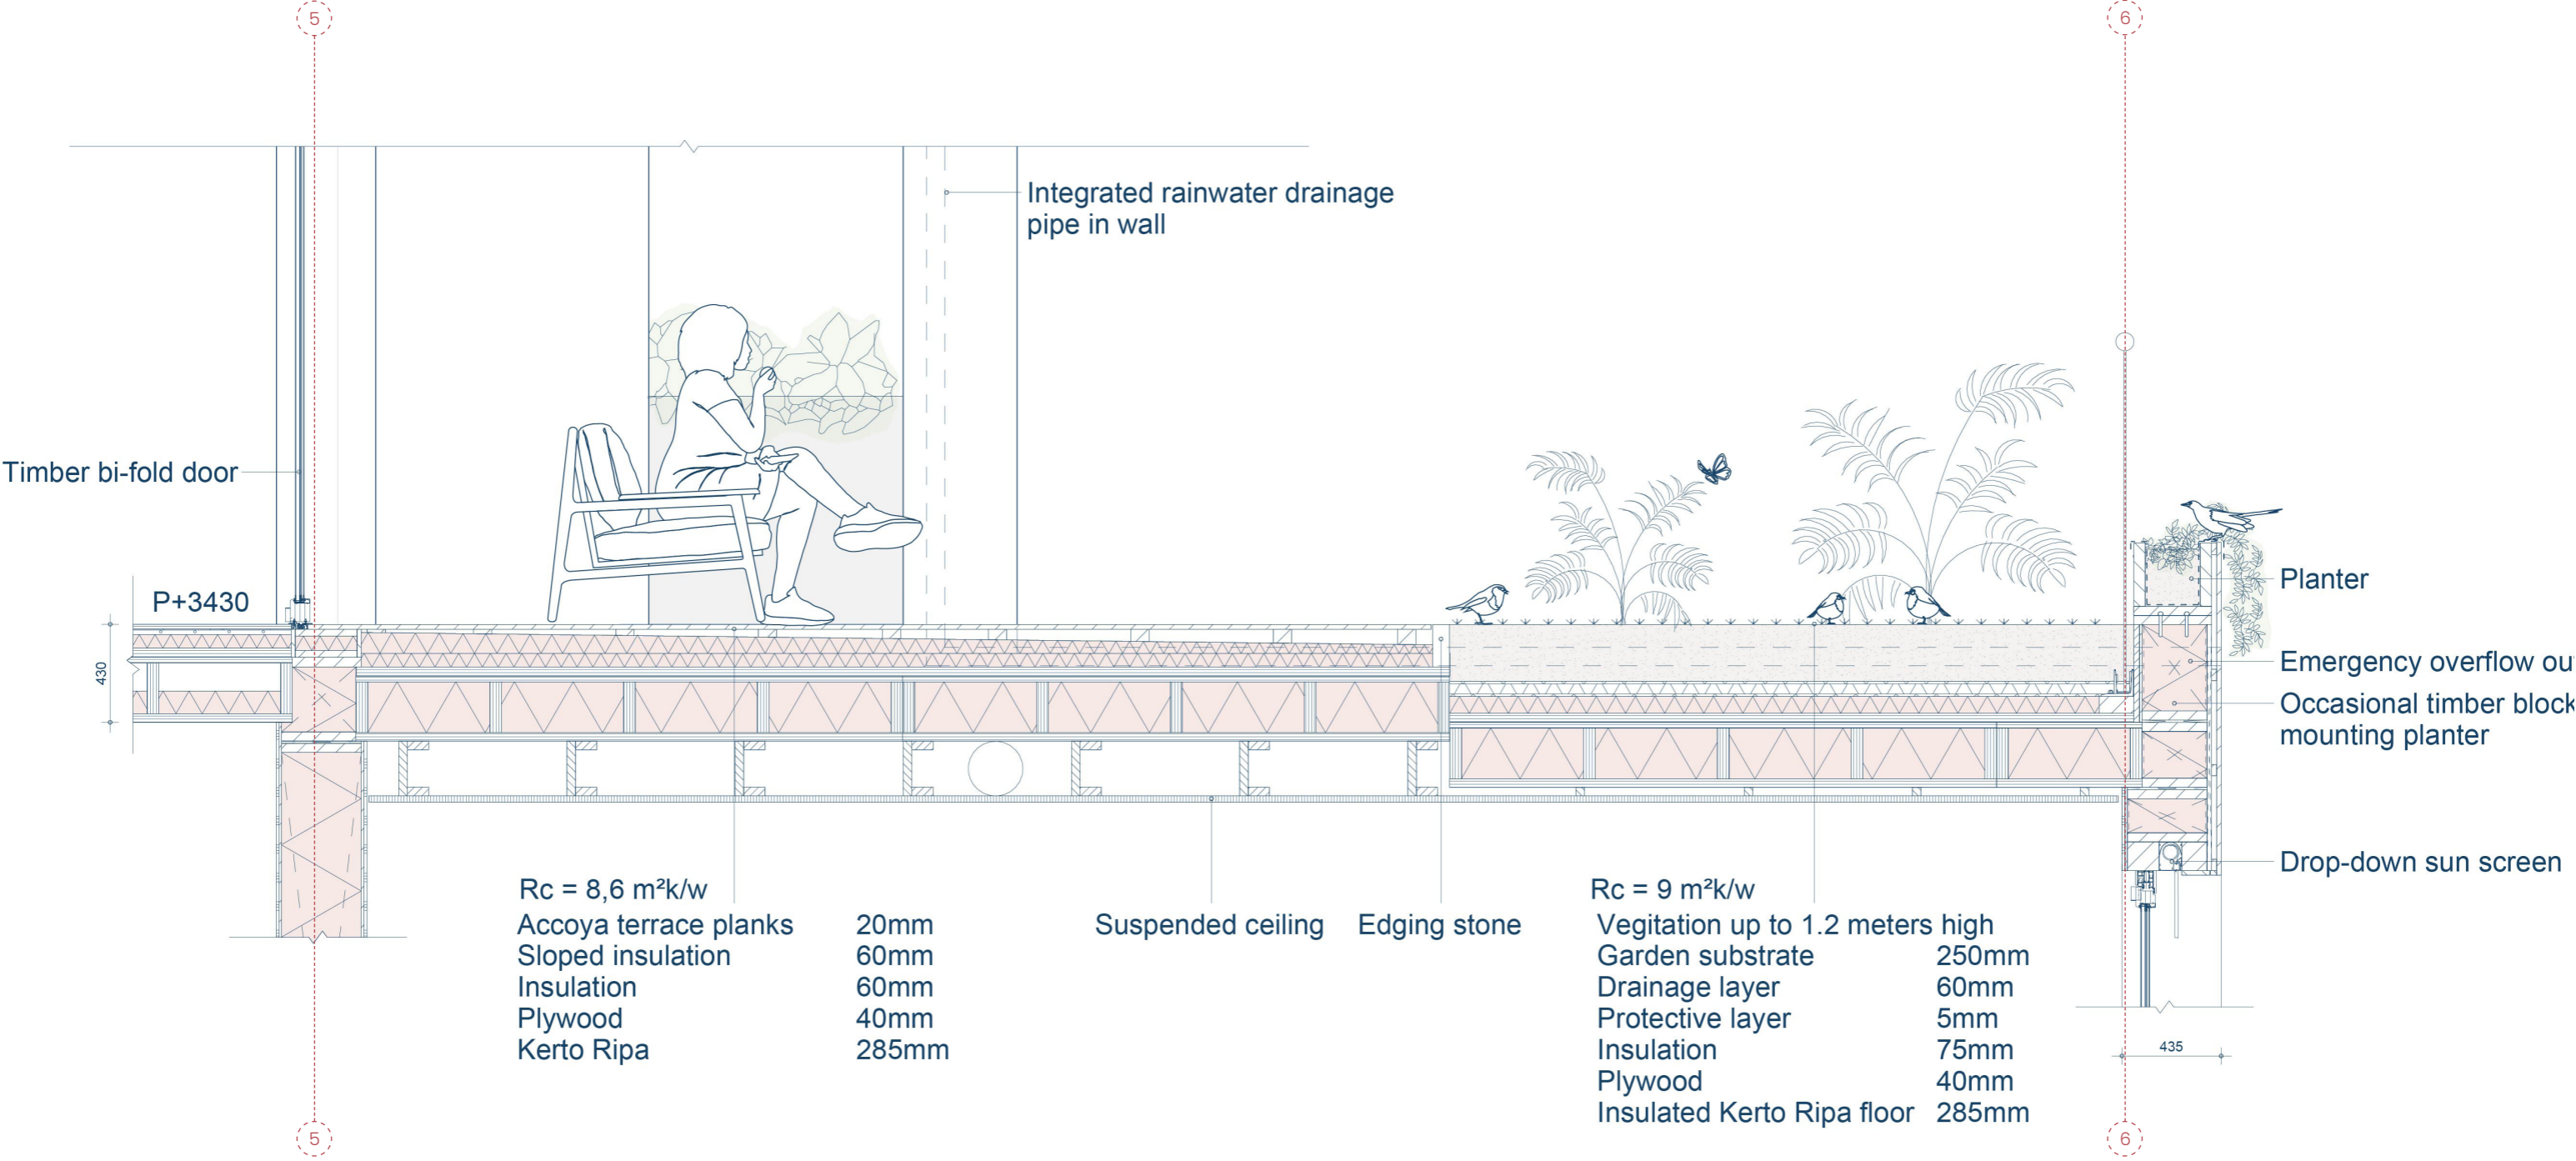 5
6
Integrated rainwater drainage
pipe in wall
Timber bi-fold door
P+3430
430
Planter
Emergency overflow ou
Occasional timber block
mounting planter
Drop-down sun screen
Rc = 8,6 m²k/w
Accoya terrace planks 20mm
Sloped insulation 60mm
Insulation 60mm
Plywood 40mm
Kerto Ripa 285mm
Suspended ceiling
Edging stone
Rc = 9 m²k/w
Vegitation up to 1.2 meters high
Garden substrate 250mm
Drainage layer 60mm
Protective layer 5mm
Insulation 75mm
Plywood 40mm
Insulated Kerto Ripa floor 285mm
435
5
6